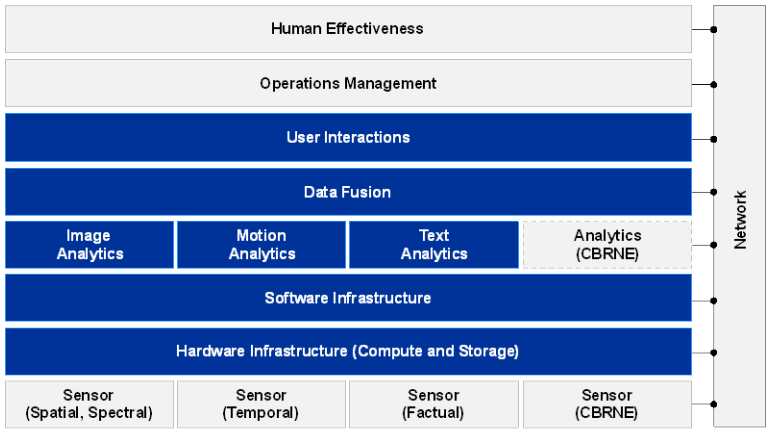 Human Effectiveness
Operations Management
User Interactions
Data Fusion
Image
Analytics
Motion
Analytics
Text
Analytics
Analytics
(CBRNE)
Software Infrastructure
Hardware Infrastructure (Compute and Storage)
Sensor
(Spatial, Spectral)
Sensor
(Temporal)
Sensor
(Factual)
Sensor
(CBRNE)
Network